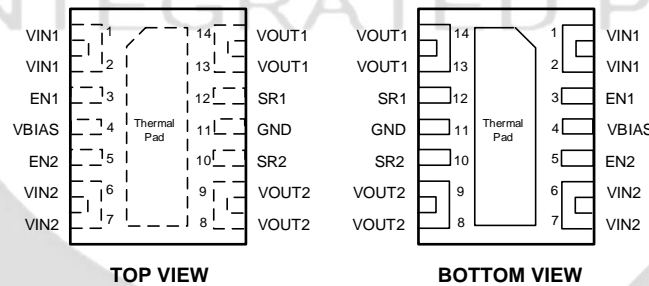 INTEGRATED P
VIN1 1 14 VOUT1
VIN1 2 13 VOUT1
EN1 3 12 SR1
VBIAS 4 Thermal Pad 11 GND
EN2 5 10 SR2
VIN2 6 9 VOUT2
VIN2 7 8 VOUT2
TOP VIEW
VOUT1 14 1 VIN1
VOUT1 13 2 VIN1
SR1 12 3 EN1
GND 11 Thermal Pad 4 VBIAS
SR2 10 5 EN2
VOUT2 9 6 VIN2
VOUT2 8 7 VIN2
BOTTOM VIEW